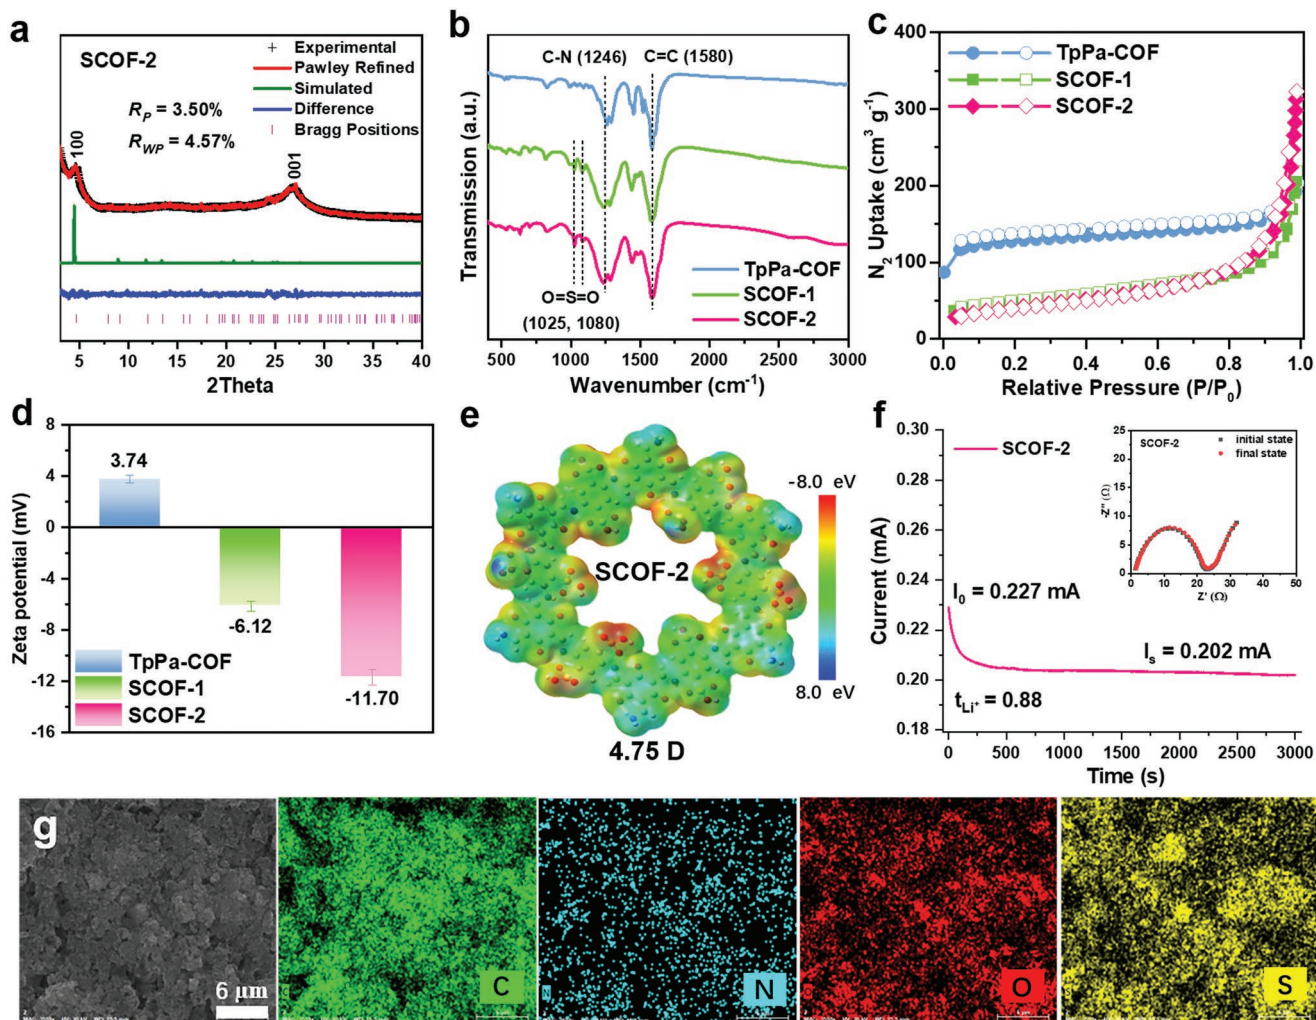 a
SCOF-2
Experimental
Pawley Refined
Simulated
Difference
Bragg Positions
R_P = 3.50%
R_WP = 4.57%
100
001
5 10 15 20 25 30 35 40
2Theta
b
C-N (1246)
C=C (1580)
Transmission (a.u.)
TpPa-COF
SCOF-1
SCOF-2
O=S=O
(1025, 1080)
500 1000 1500 2000 2500 3000
Wavenumber (cm⁻¹)
c
TpPa-COF
SCOF-1
SCOF-2
N₂ Uptake (cm³ g⁻¹)
400
300
200
100
0
0.0 0.2 0.4 0.6 0.8 1.0
Relative Pressure (P/P₀)
d
Zeta potential (mV)
8
4
0
-4
-8
-12
-16
3.74
-6.12
-11.70
TpPa-COF
SCOF-1
SCOF-2
e
SCOF-2
4.75 D
-8.0 eV
8.0 eV
f
SCOF-2
Current (mA)
0.30
0.28
0.26
0.24
0.22
0.20
0.18
I₀ = 0.227 mA
Iₛ = 0.202 mA
t_Li⁺ = 0.88
0 500 1000 1500 2000 2500 3000
Time (s)
SCOF-2
initial state
final state
-Z'' (Ω)
25
20
15
10
5
0
0 10 20 30 40 50
Z' (Ω)
g
6 μm
C
N
O
S